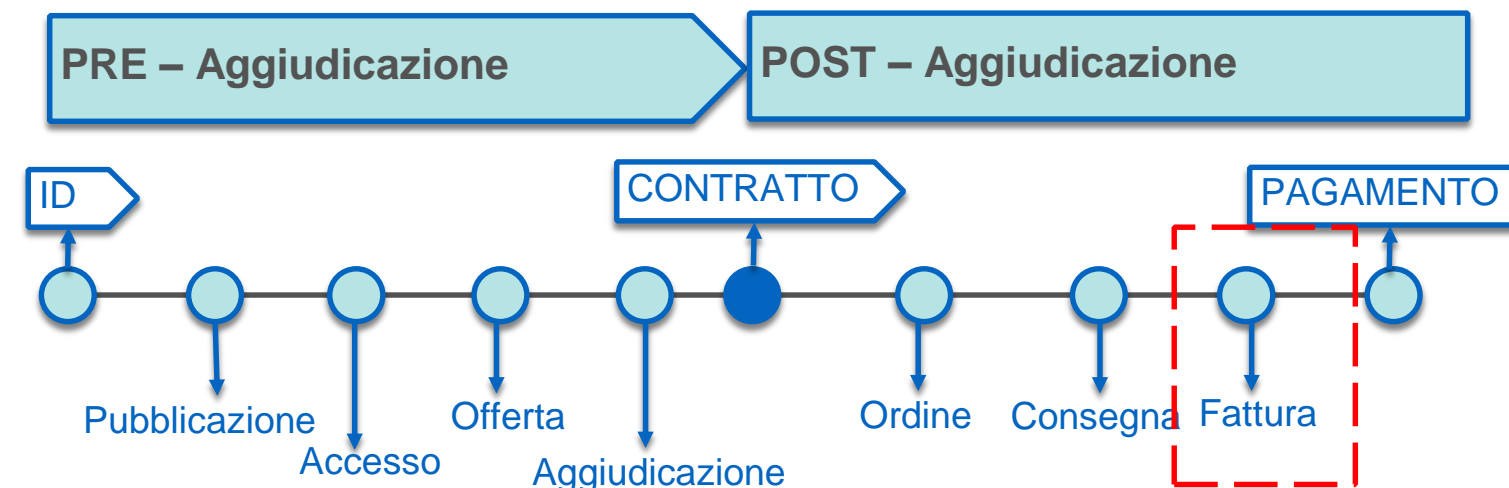 PRE – Aggiudicazione
POST – Aggiudicazione
ID
CONTRATTO
PAGAMENTO
Pubblicazione
Accesso
Offerta
Aggiudicazione
Ordine
Consegna
Fattura